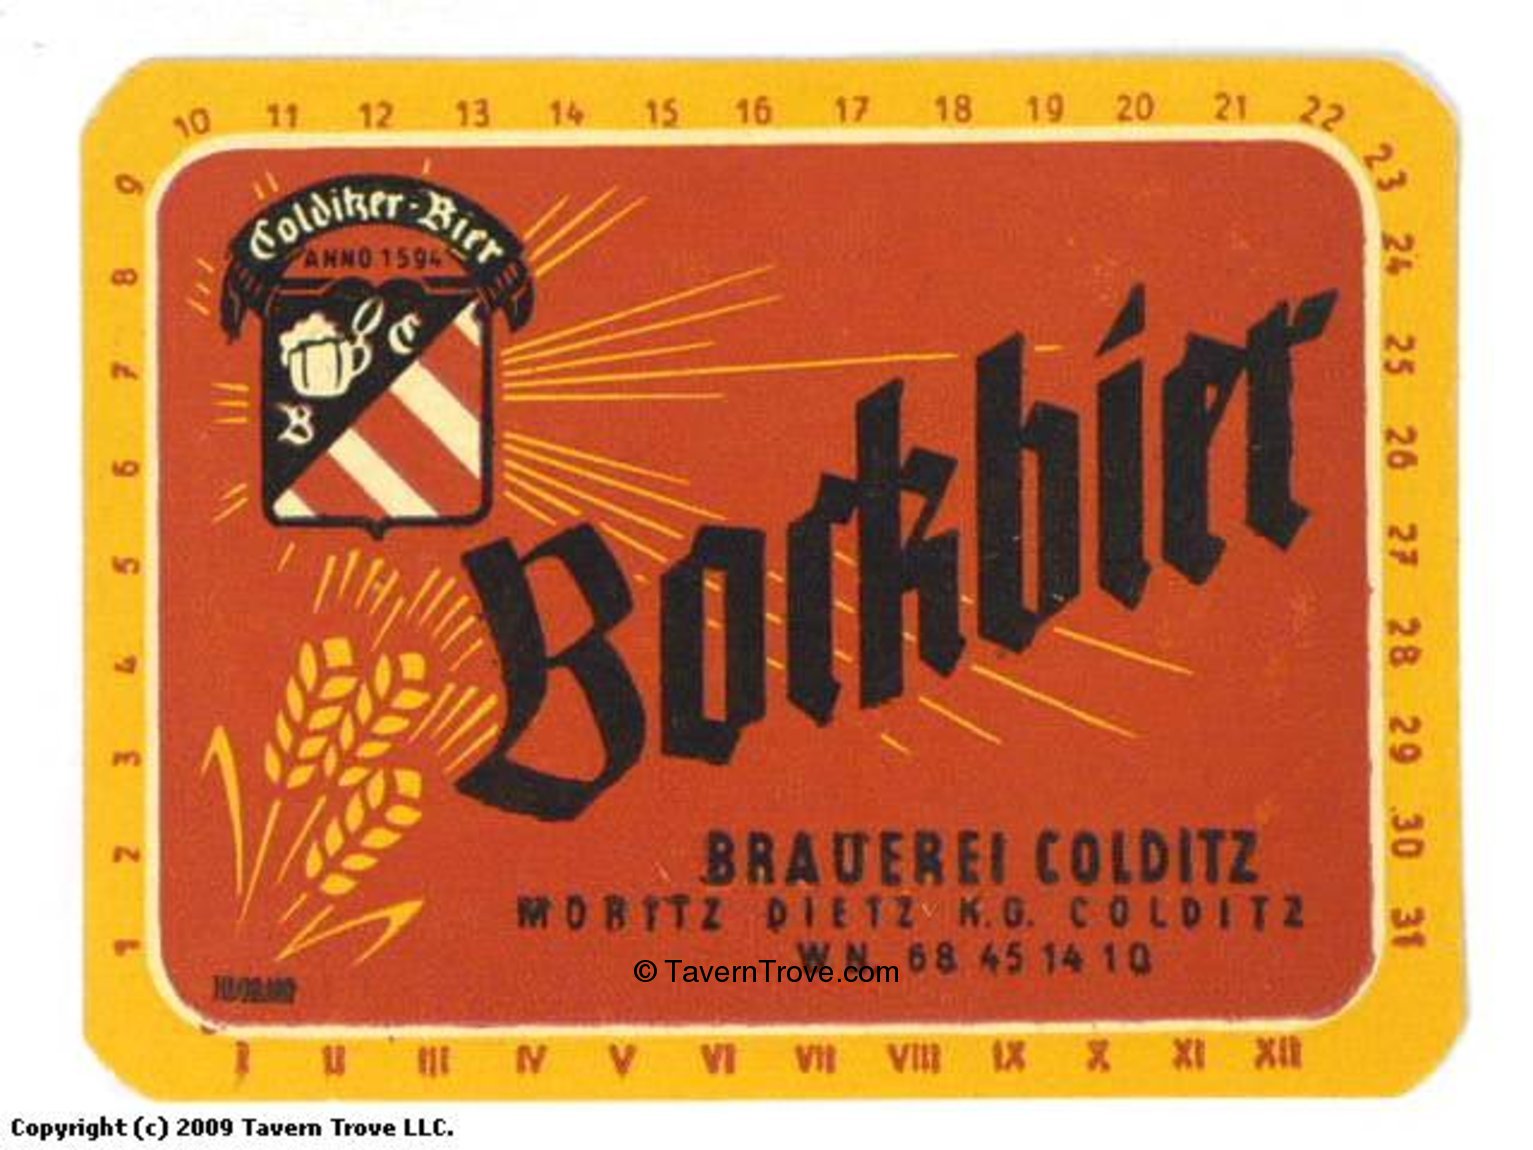 10 11 12 13 14 15 16 17 18 19 20 21 22
23 24 25 26 27 28 29 30 31
9 8 7 6 5 4 3 2 1
Colditzer-Bier
ANNO 1594
C
B
Bockbier
BRAUEREI COLDITZ
MORITZ DIETZ K.G. COLDITZ
W.N. 68 45 14 10
© TavernTrove.com
I II III IV V VI VII VIII IX X XI XII
Copyright (c) 2009 Tavern Trove LLC.